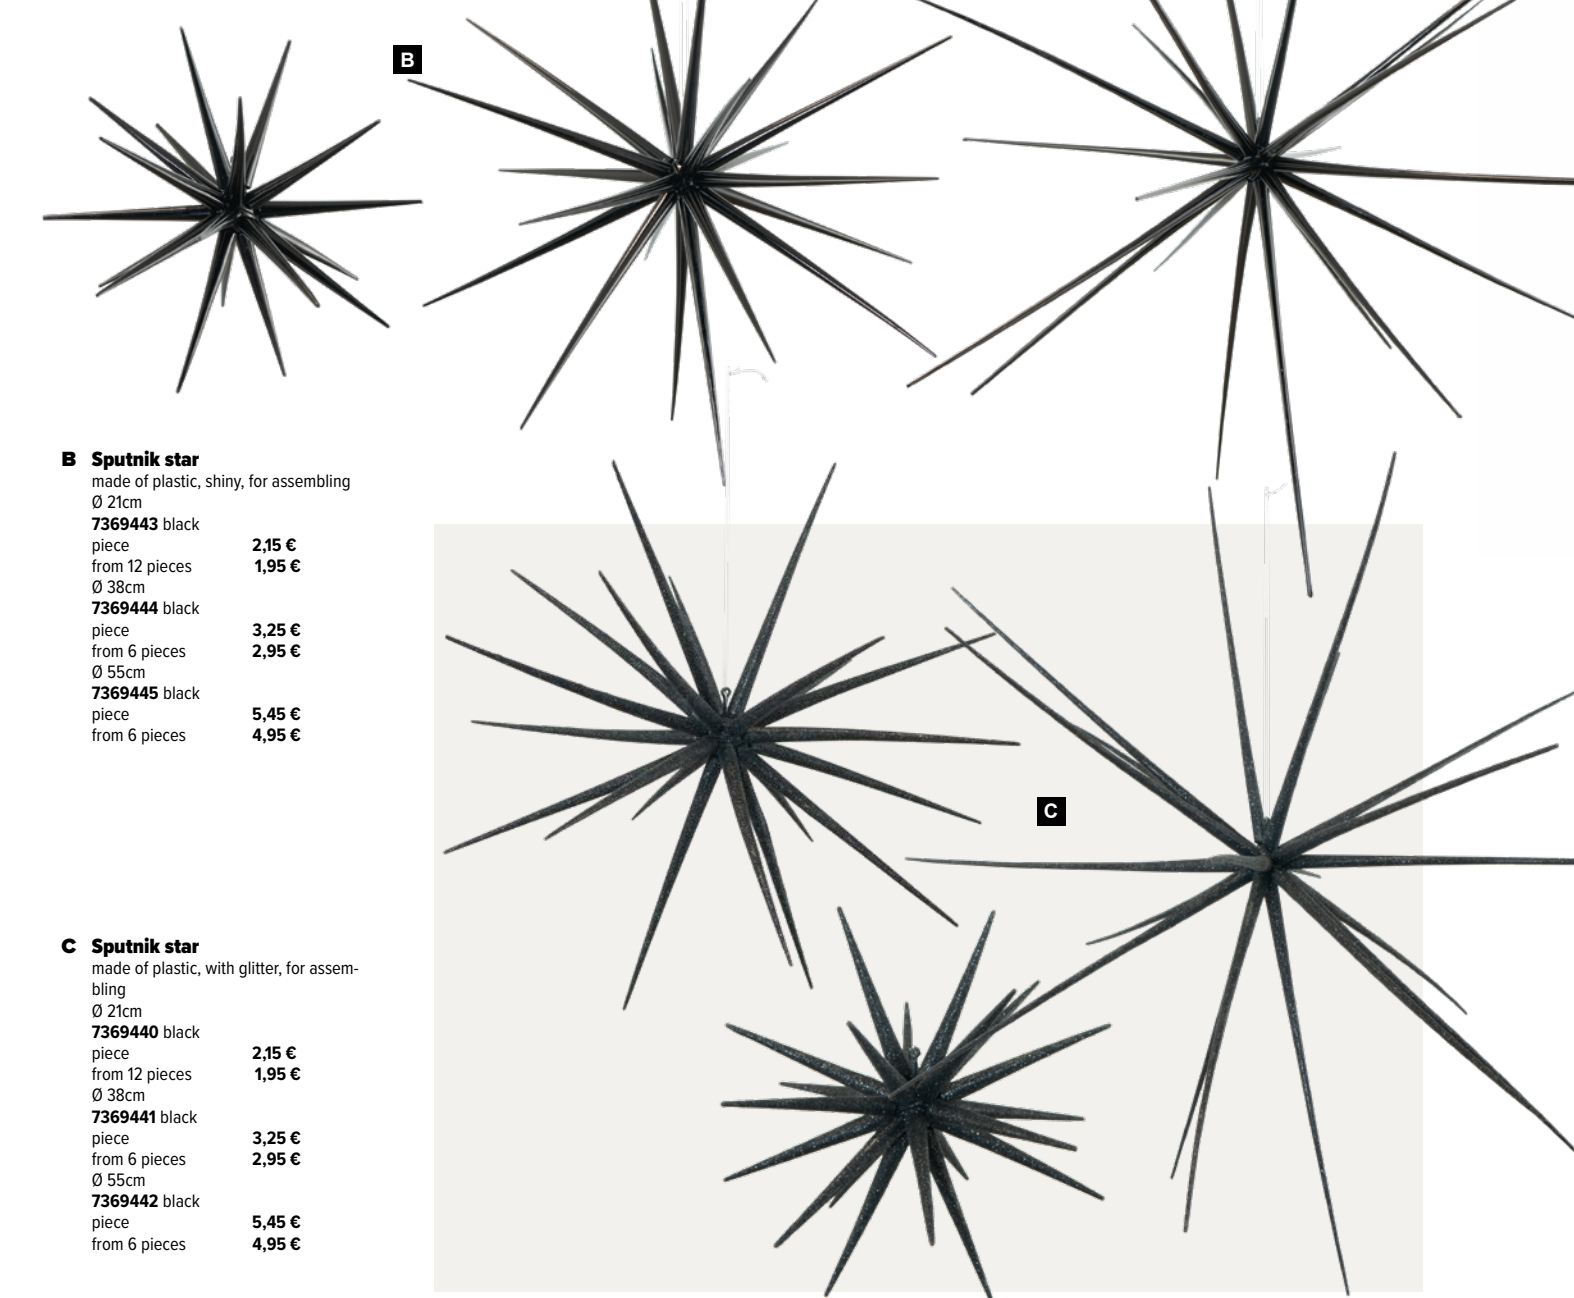 B
B Sputnik star
made of plastic, shiny, for assembling
Ø 21cm
7369443 black
piece 2,15 €
from 12 pieces 1,95 €
Ø 38cm
7369444 black
piece 3,25 €
from 6 pieces 2,95 €
Ø 55cm
7369445 black
piece 5,45 €
from 6 pieces 4,95 €
C
C Sputnik star
made of plastic, with glitter, for assem-
bling
Ø 21cm
7369440 black
piece 2,15 €
from 12 pieces 1,95 €
Ø 38cm
7369441 black
piece 3,25 €
from 6 pieces 2,95 €
Ø 55cm
7369442 black
piece 5,45 €
from 6 pieces 4,95 €